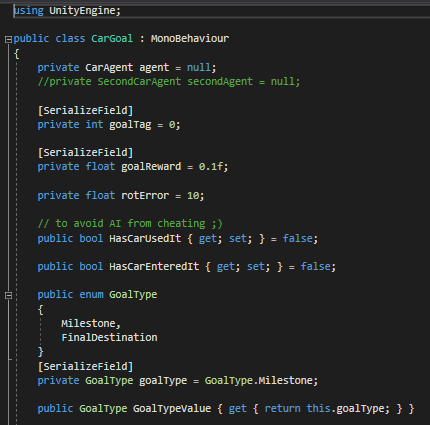 using UnityEngine;
public class CarGoal : MonoBehaviour
{
private CarAgent agent = null;
//private SecondCarAgent secondAgent = null;
[SerializeField]
private int goalTag = 0;
[SerializeField]
private float goalReward = 0.1f;
private float rotError = 10;
// to avoid AI from cheating ;)
public bool HasCarUsedIt { get; set; } = false;
public bool HasCarEnteredIt { get; set; } = false;
public enum GoalType
{
Milestone,
FinalDestination
}
[SerializeField]
private GoalType goalType = GoalType.Milestone;
public GoalType GoalTypeValue { get { return this.goalType; } }